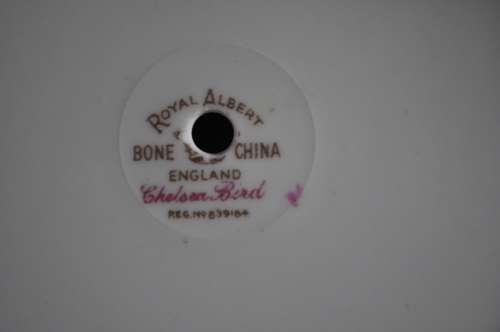 ROYAL ALBERT
BONE CHINA
ENGLAND
Chelsea Bird
REG. NO 839184